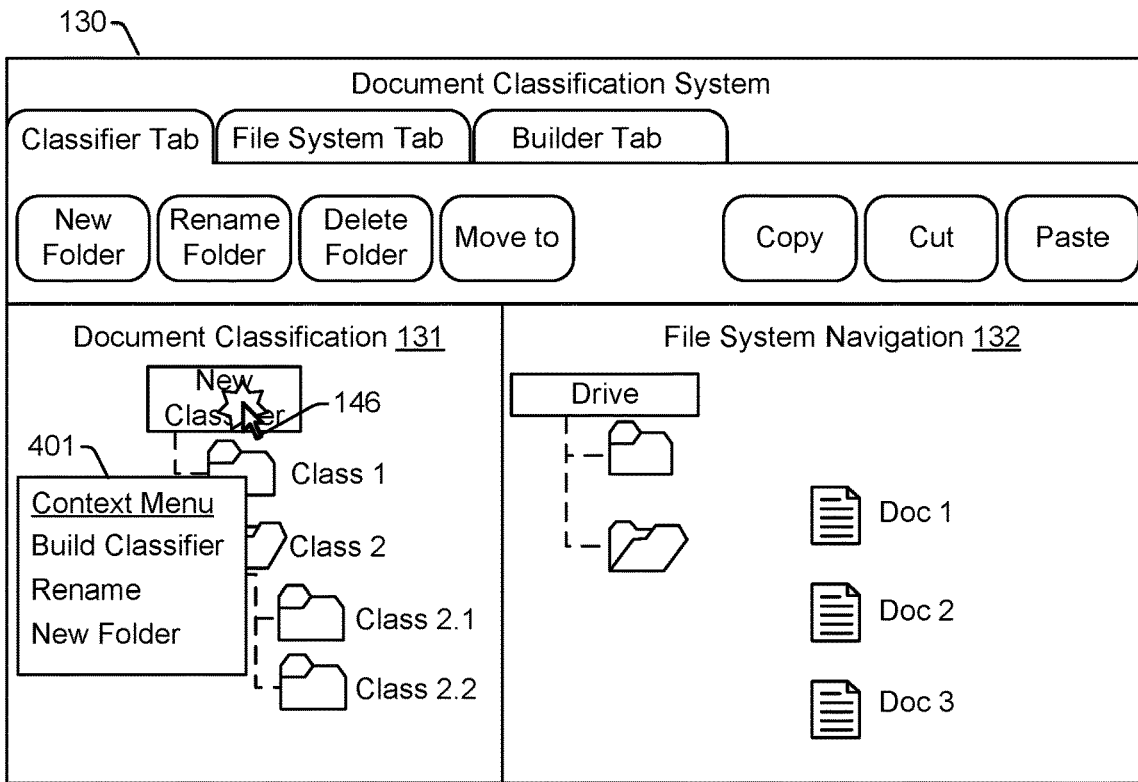 130
Document Classification System
Classifier Tab
File System Tab
Builder Tab
New
Folder
Rename
Folder
Delete
Folder
Move to
Copy
Cut
Paste
Document Classification 131
New
Classifier
146
401
Class 1
Context Menu
Build Classifier
Rename
New Folder
Class 2
Class 2.1
Class 2.2
File System Navigation 132
Drive
Doc 1
Doc 2
Doc 3